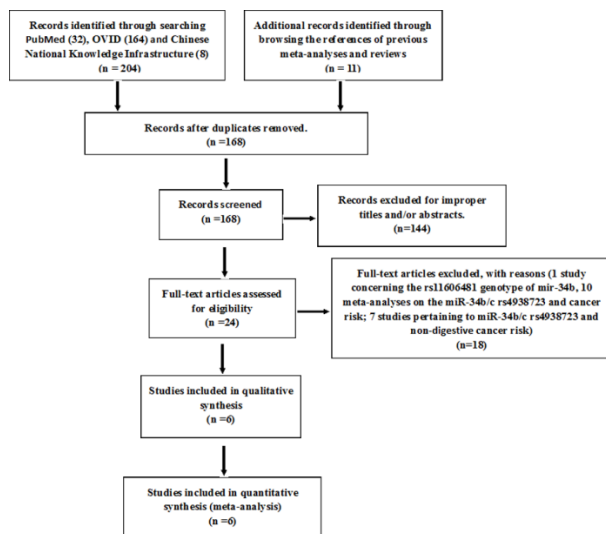 Records identified through searching
PubMed (32), OVID (164) and Chinese
National Knowledge Infrastructure (8)
(n = 204)
Additional records identified through
browsing the references of previous
meta-analyses and reviews
(n = 11)
Records after duplicates removed.
(n =168)
Records screened
(n =168)
Records excluded for improper
titles and/or abstracts.
(n=144)
Full-text articles assessed
for eligibility
(n =24)
Full-text articles excluded, with reasons (1
study concerning the rs11606481 genotype of mir-34b, 10
meta-analyses on the miR-34b/c rs4938723 and cancer
risk; 7 studies pertaining to miR-34b/c rs4938723 and
non-digestive cancer risk)
(n=18)
Studies included in qualitative
synthesis
(n =6)
Studies included in quantitative
synthesis (meta-analysis)
(n =6)